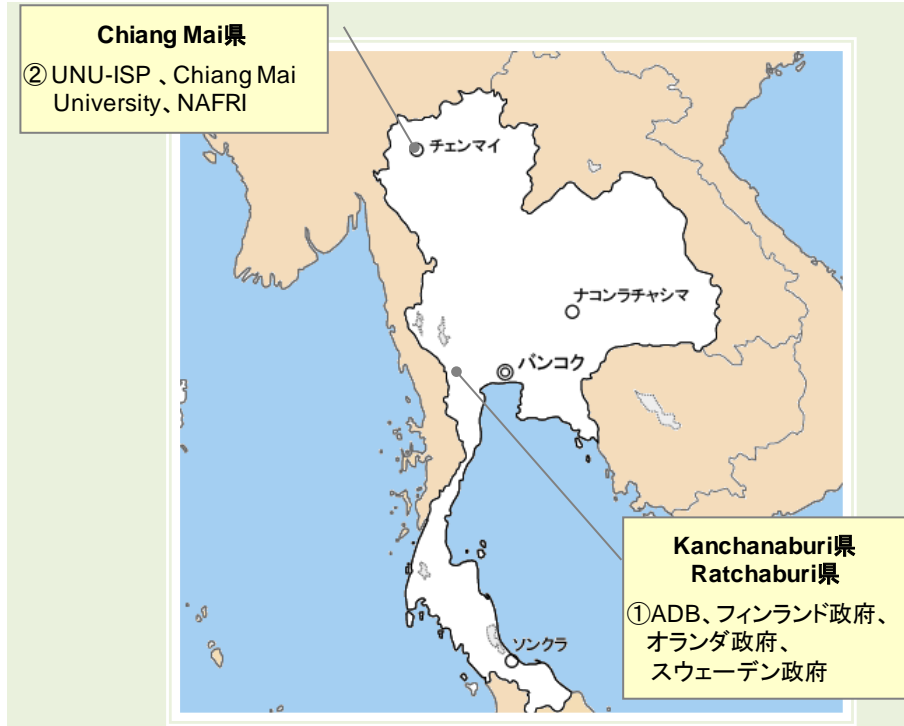 Chiang Mai県
② UNU-ISP 、Chiang Mai
University、NAFRI
チェンマイ
ナコンラチャシマ
バンコク
Kanchanaburi県
Ratchaburi県
①ADB、フィンランド政府、
オランダ政府、
スウェーデン政府
ソンクラ